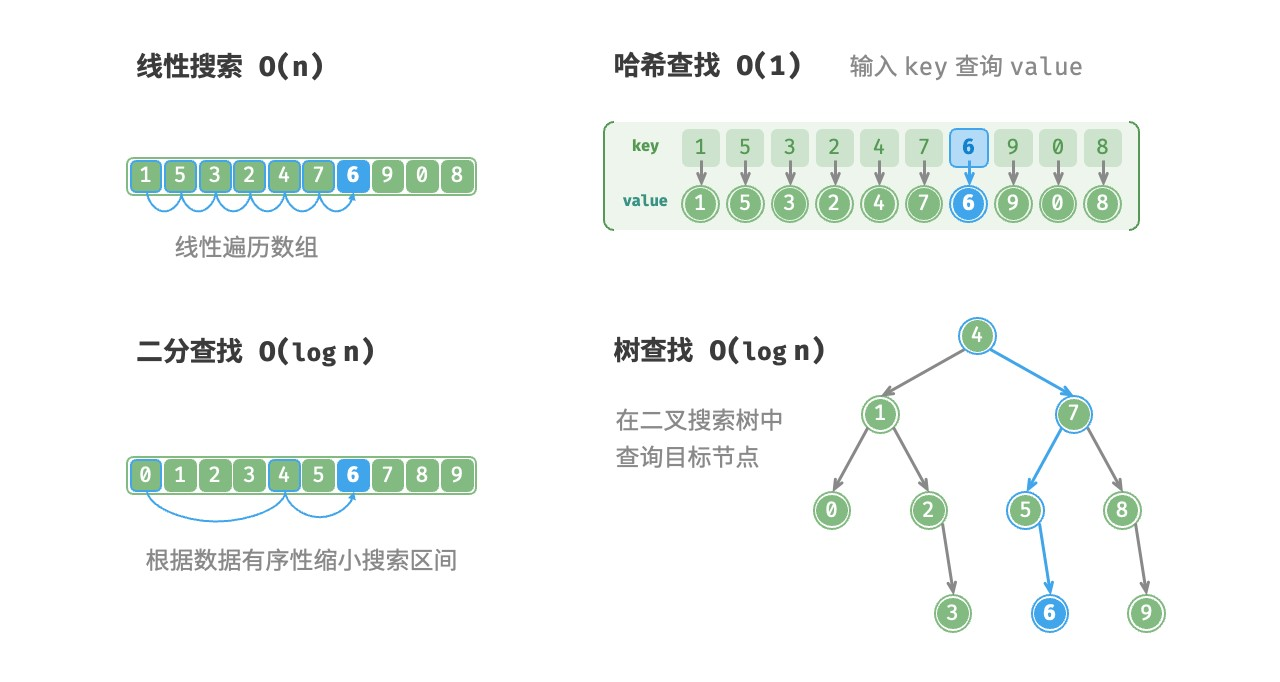 线性搜索 O(n)
1 5 3 2 4 7 6 9 0 8
线性遍历数组
哈希查找 O(1) 输入 key 查询 value
key 1 5 3 2 4 7 6 9 0 8
value 1 5 3 2 4 7 6 9 0 8
二分查找 O(log n)
0 1 2 3 4 5 6 7 8 9
根据数据有序性缩小搜索区间
树查找 O(log n)
在二叉搜索树中
查询目标节点
4
1 7
0 2 5 8
3 6 9